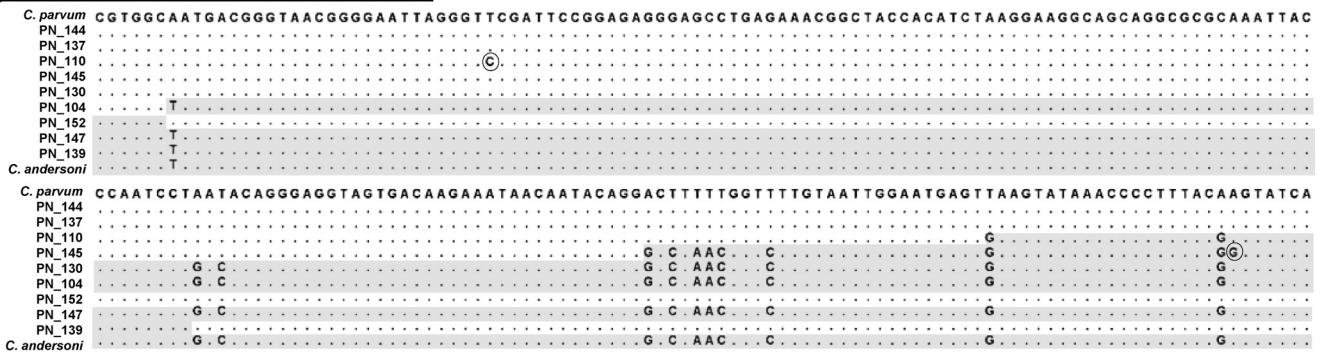 C. parvum CGTGGCAATGACGGGTAACGGGGAATTAGGGTTCGATTCCGGAGAGGGAGCCTGAGAAACGGCTACCACATCTAAGGAAGGCAGCAGGCGCGCAAATTAC
PN_144
PN_137
PN_110 C
PN_145
PN_130
PN_104 T
PN_152
PN_147 T
PN_139 T
C. andersoni T
C. parvum CCAATCCTAATACAGGGAGGTAGTGACAAGAAATAACAATACAGGACTTTTTGGTTTTGTAATTGGAATGAGTTAAGTATAAACCCCTTTACAAGTATCA
PN_144
PN_137
PN_110 G G
PN_145 G . C . AAC . . . C G GG
PN_130 G . C G . C . AAC . . . C G G
PN_104 G . C G . C . AAC . . . C G G
PN_152
PN_147 G . C G . C . AAC . . . C G G
PN_139
C. andersoni G . C G . C . AAC . . . C G G